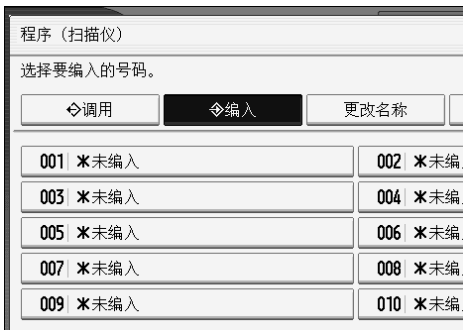 程序（扫描仪）
选择要编入的号码。
调用 编入 更改名称
001 *未编入 002 *未编
003 *未编入 004 *未编
005 *未编入 006 *未编
007 *未编入 008 *未编
009 *未编入 010 *未编